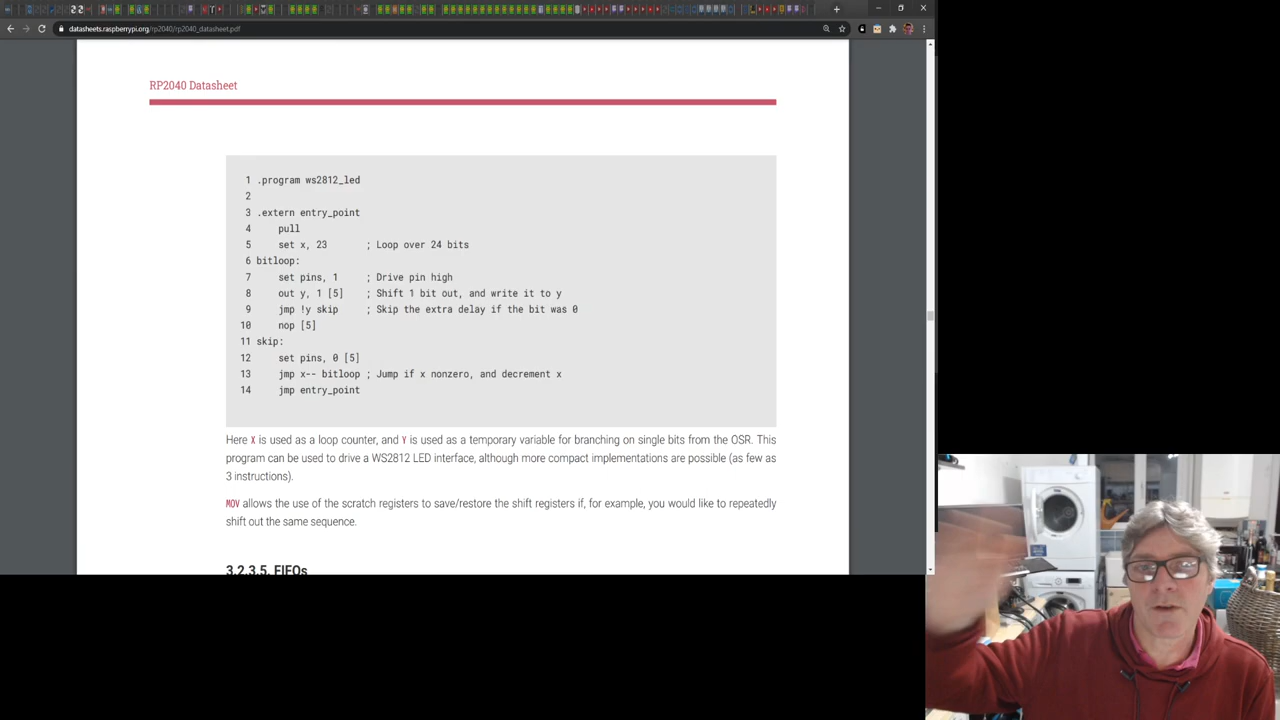 22
datasheets.raspberrypi.org/rp2040/rp2040_datasheet.pdf
RP2040 Datasheet
1 .program ws2812_led
2
3 .extern entry_point
4 pull
5 set x, 23 ; Loop over 24 bits
6 bitloop:
7 set pins, 1 ; Drive pin high
8 out y, 1 [5] ; Shift 1 bit out, and write it to y
9 jmp !y skip ; Skip the extra delay if the bit was 0
10 nop [5]
11 skip:
12 set pins, 0 [5]
13 jmp x-- bitloop ; Jump if x nonzero, and decrement x
14 jmp entry_point
Here X is used as a loop counter, and Y is used as a temporary variable for branching on single bits from the OSR. This
program can be used to drive a WS2812 LED interface, although more compact implementations are possible (as few as
3 instructions).
MOV allows the use of the scratch registers to save/restore the shift registers if, for example, you would like to repeatedly
shift out the same sequence.
3.2.3.5. FIFOs